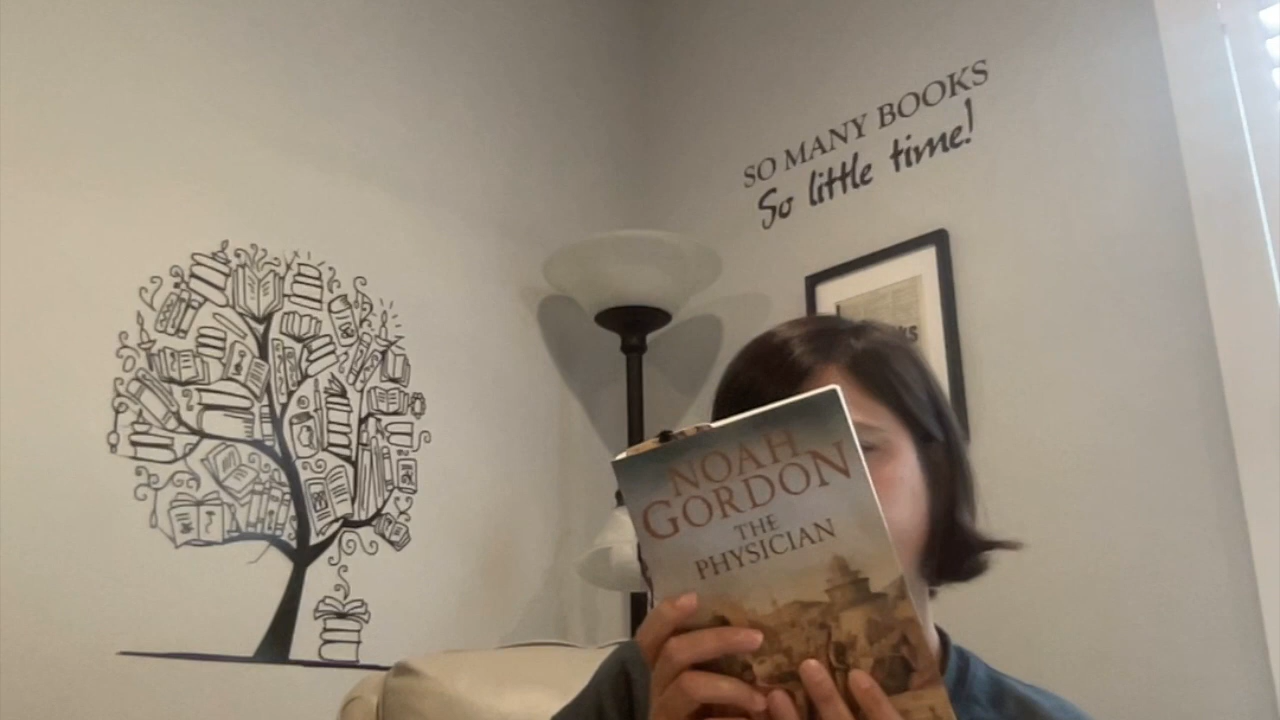 SO MANY BOOKS
So little time!
NOAH
GORDON
THE
PHYSICIAN